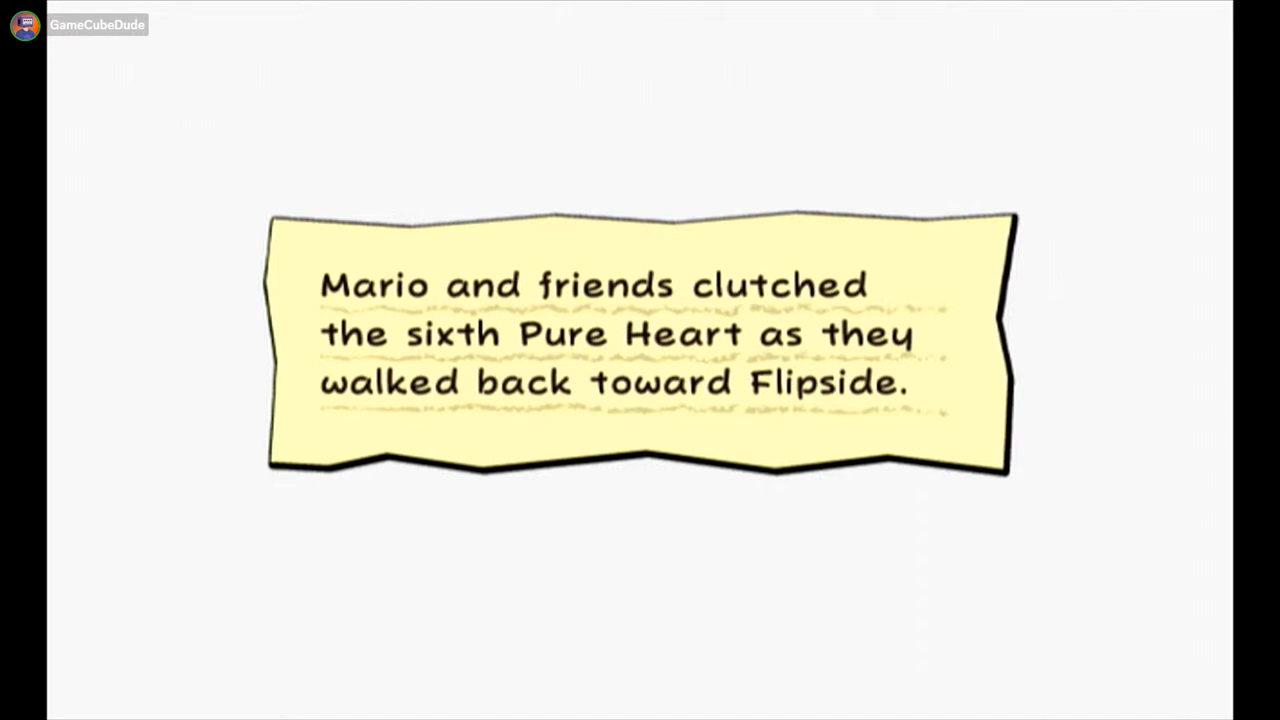 GameCubeDude
Mario and friends clutched
the sixth Pure Heart as they
walked back toward Flipside.